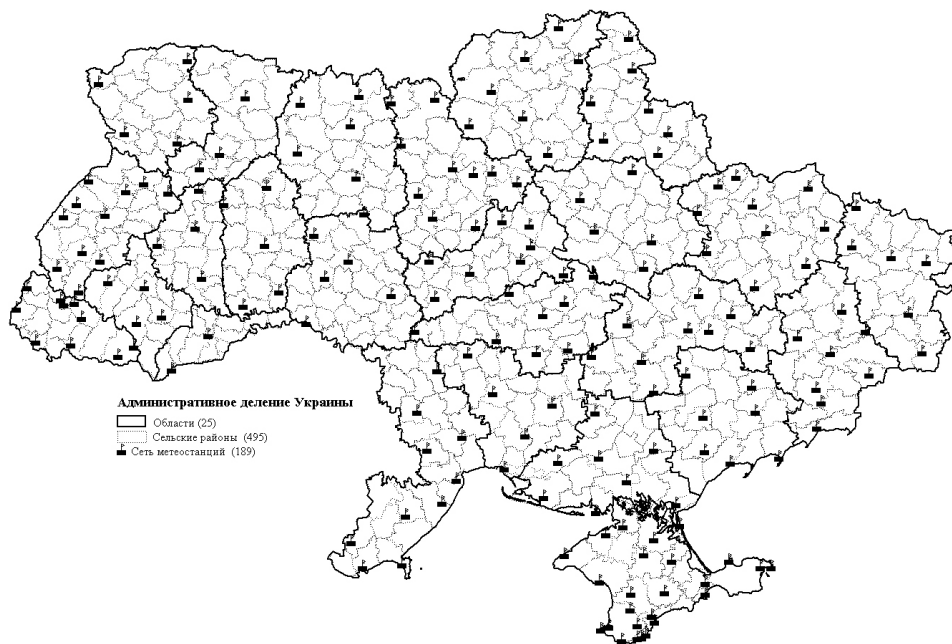 Административное деление Украины
Области (25)
Сельские районы (495)
Сеть метеостанций (189)